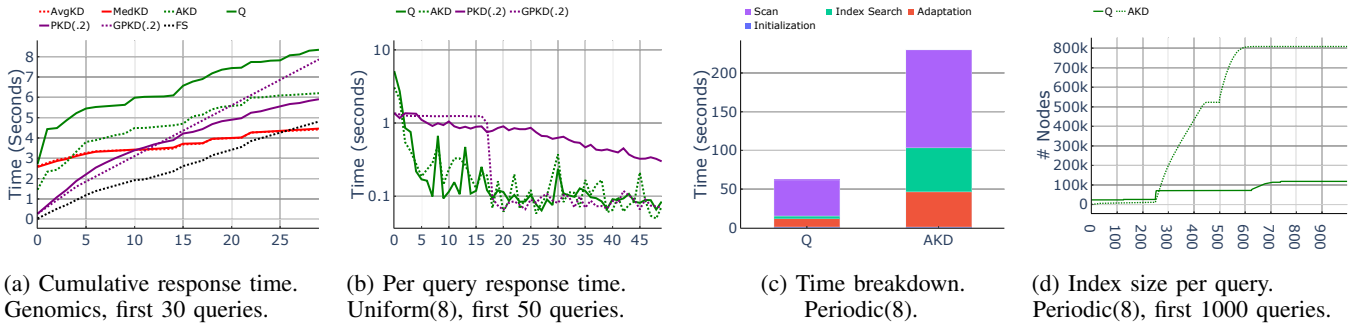 AvgKD MedKD AKD Q
PKD(.2) GPKD(.2) FS
Time (Seconds)
8
7
6
5
4
3
2
1
0
0 5 10 15 20 25
(a) Cumulative response time.
Genomics, first 30 queries.
Q AKD PKD(.2) GPKD(.2)
Time (Seconds)
10
1
0.1
0 5 10 15 20 25 30 35 40 45
(b) Per query response time.
Uniform(8), first 50 queries.
Scan Index Search Adaptation
Initialization
Time (seconds)
200
150
100
50
0
Q AKD
(c) Time breakdown.
Periodic(8).
Q AKD
# Nodes
800k
700k
600k
500k
400k
300k
200k
100k
0
0 100 200 300 400 500 600 700 800 900
(d) Index size per query.
Periodic(8), first 1000 queries.